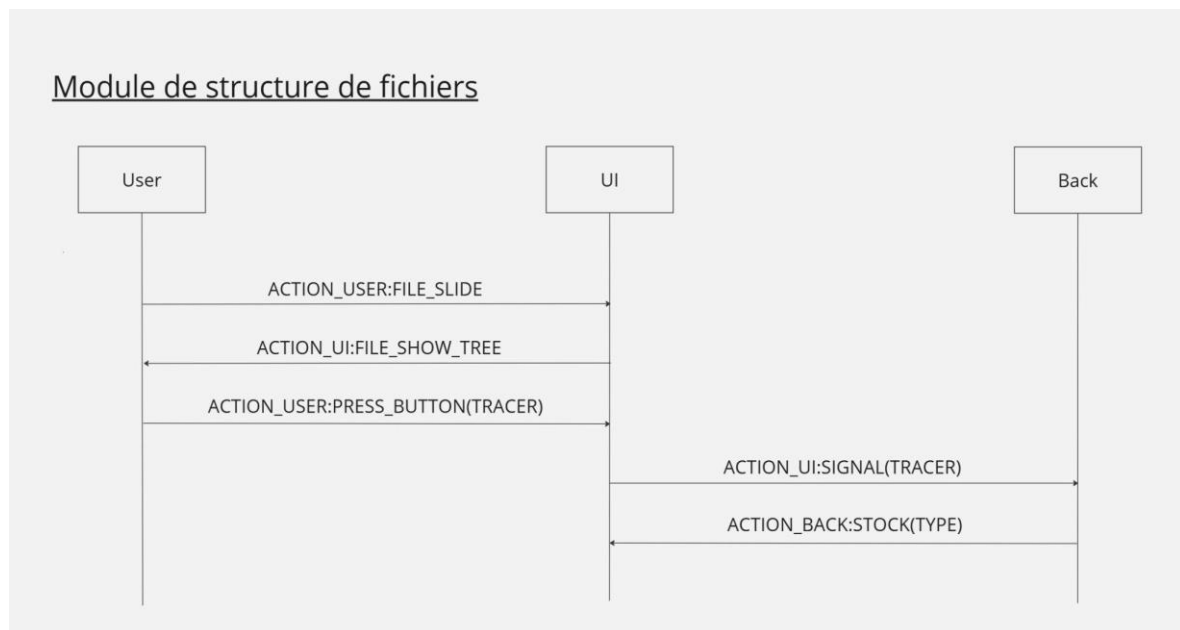 Module de structure de fichiers
User
UI
Back
ACTION_USER:FILE_SLIDE
ACTION_UI:FILE_SHOW_TREE
ACTION_USER:PRESS_BUTTON(TRACER)
ACTION_UI:SIGNAL(TRACER)
ACTION_BACK:STOCK(TYPE)